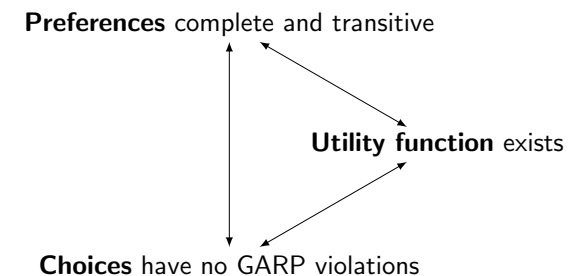 Preferences complete and transitive
Utility function exists
Choices have no GARP violations